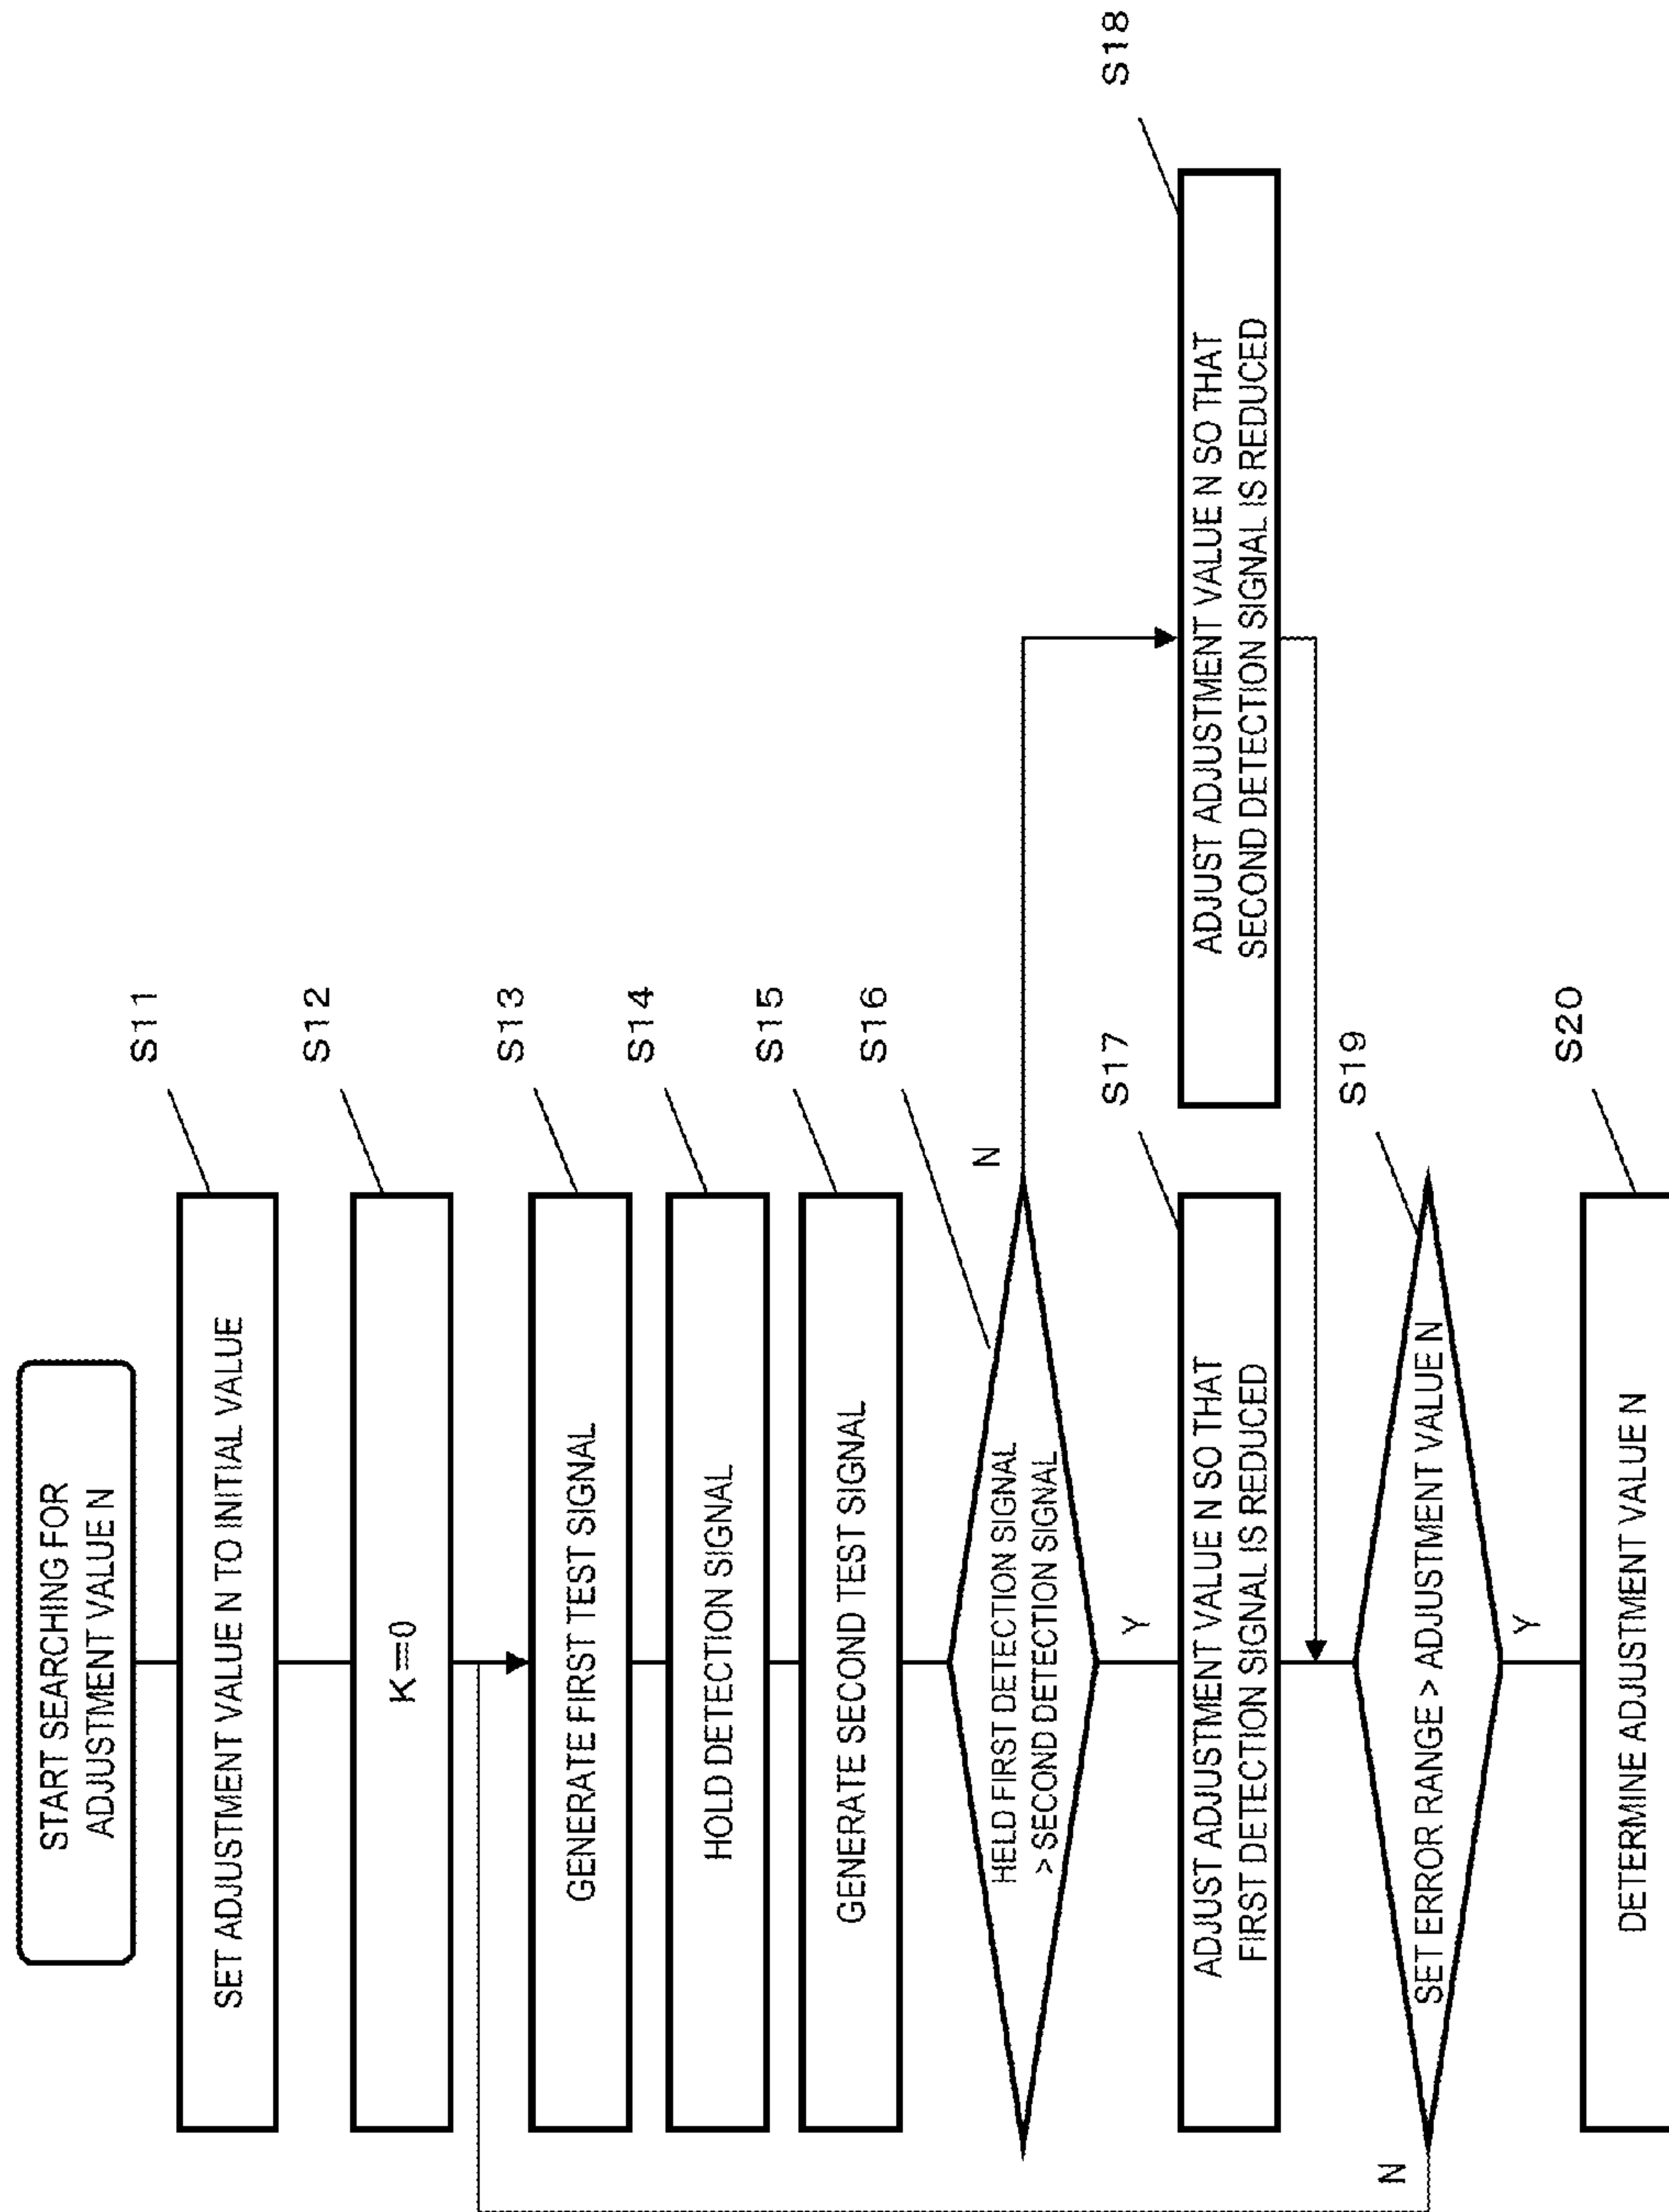 START SEARCHING FOR
ADJUSTMENT VALUE N
S11
SET ADJUSTMENT VALUE N TO INITIAL VALUE
S12
K=0
S13
GENERATE FIRST TEST SIGNAL
S14
HOLD DETECTION SIGNAL
S15
GENERATE SECOND TEST SIGNAL
S16
HELD FIRST DETECTION SIGNAL
> SECOND DETECTION SIGNAL
N
Y
S17
ADJUST ADJUSTMENT VALUE N SO THAT
FIRST DETECTION SIGNAL IS REDUCED
S18
ADJUST ADJUSTMENT VALUE N SO THAT
SECOND DETECTION SIGNAL IS REDUCED
S19
SET ERROR RANGE > ADJUSTMENT VALUE N
N
Y
S20
DETERMINE ADJUSTMENT VALUE N